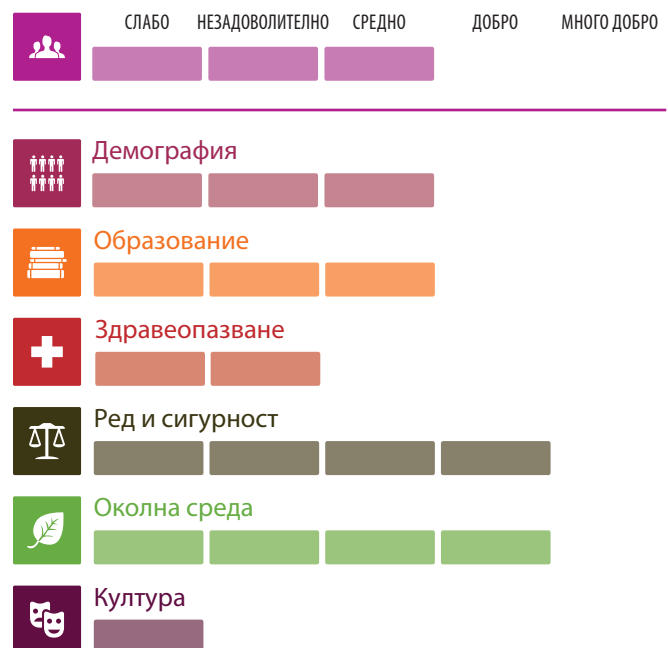 СЛАБО НЕЗАДОВОЛИТЕЛНО СРЕДНО ДОБРО МНОГО ДОБРО
Демография
Образование
Здравеопазване
Ред и сигурност
Околна среда
Култура